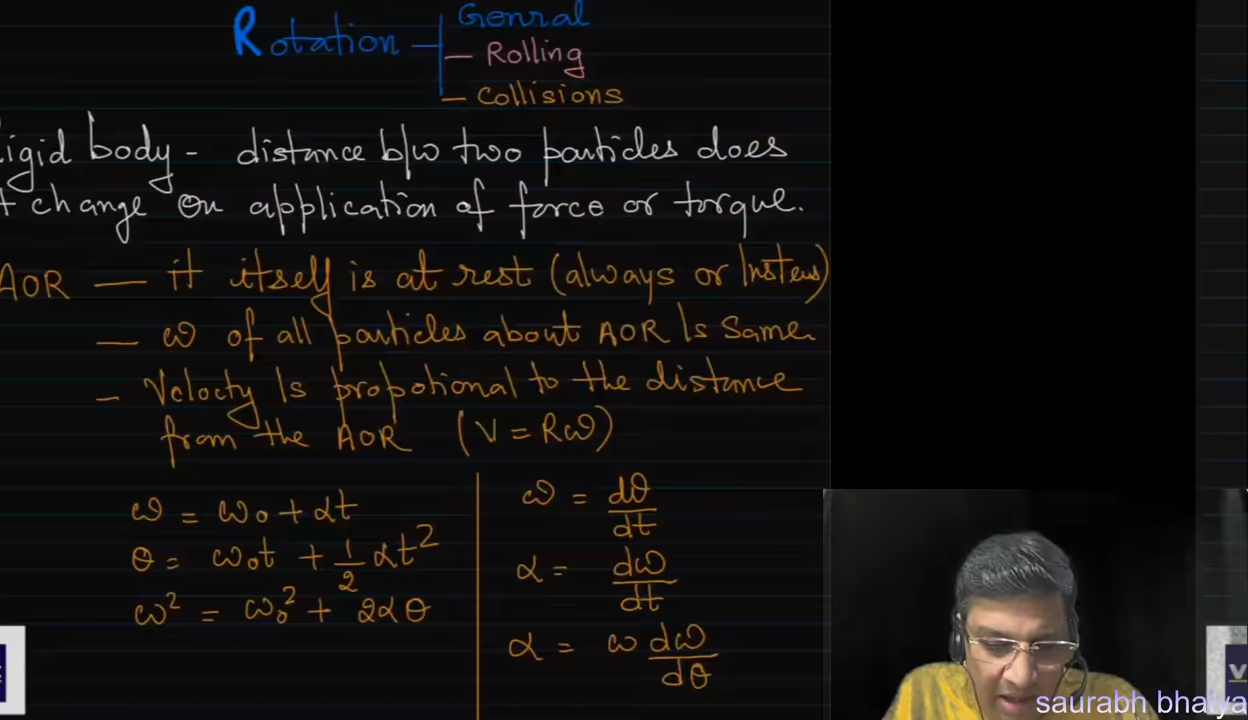 Rotation
Genral
Rolling
Collisions
igid body - distance b/w two particles does
t change on application of force or torque.
AOR — it itself is at rest (always or Instens)
— ω of all particles about AOR Is Same
- Velocity Is propotional to the distance
from the AOR (V = Rω)
ω = ω₀ + αt
θ = ω₀t + 1/2 αt²
ω² = ω₀² + 2αθ
ω = dθ/dt
α = dω/dt
α = ω dω/dθ
saurabh bhaiya